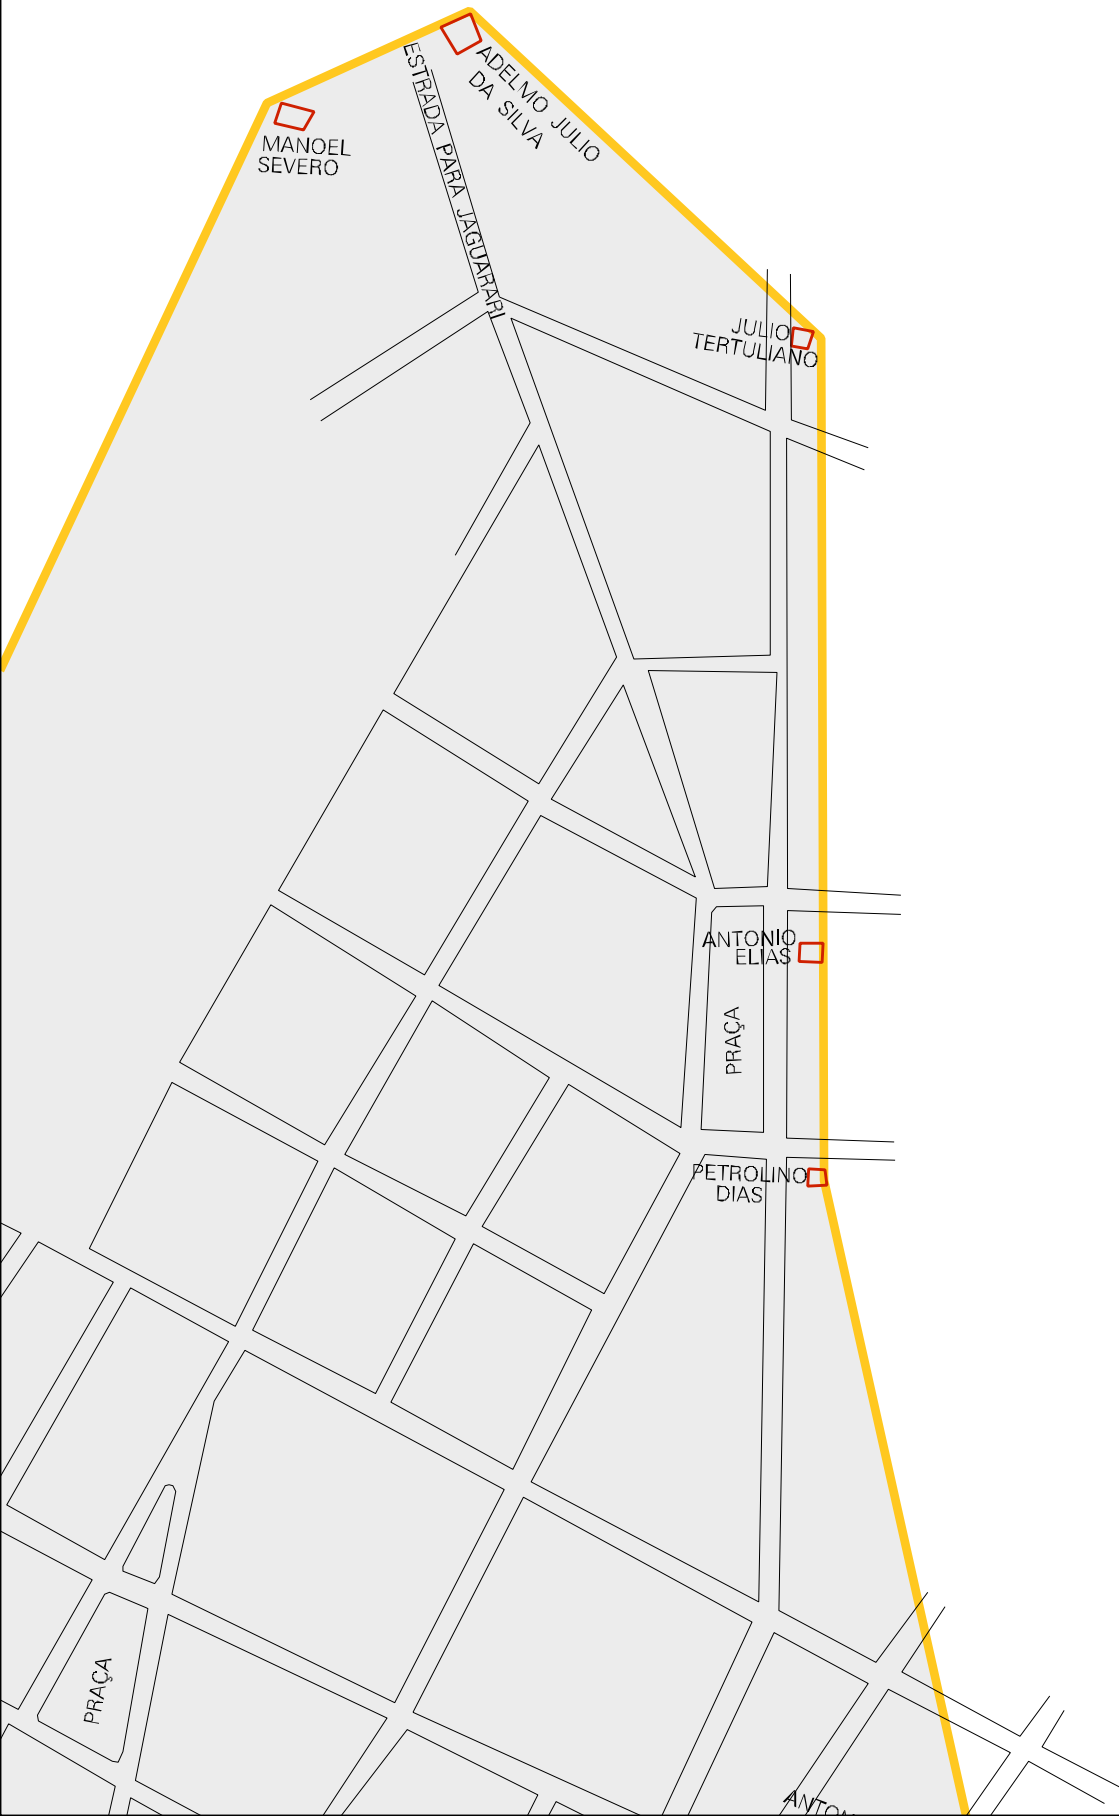 ADELMO JULIO
DA SILVA
ESTRADA PARA JAGUARARI
MANOEL
SEVERO
JULIO
TERTULIANO
ANTONIO
ELIAS
PRAÇA
PETROLINO
DIAS
PRAÇA